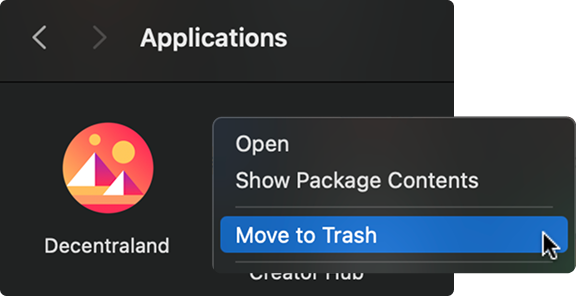 Applications
Open
Show Package Contents
Move to Trash
Decentraland
Creator Hub